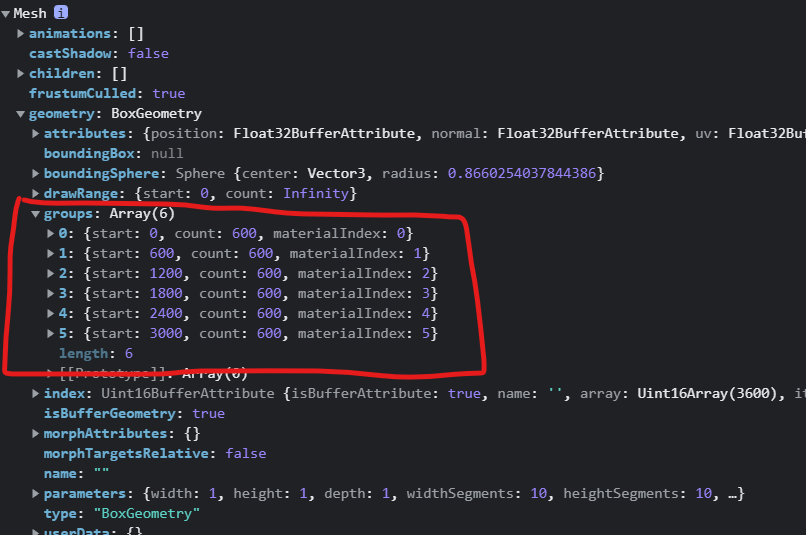 Mesh i
animations: []
castShadow: false
children: []
frustumCulled: true
geometry: BoxGeometry
attributes: {position: Float32BufferAttribute, normal: Float32BufferAttribute, uv: Float32Bu
boundingBox: null
boundingSphere: Sphere {center: Vector3, radius: 0.8660254037844386}
drawRange: {start: 0, count: Infinity}
groups: Array(6)
0: {start: 0, count: 600, materialIndex: 0}
1: {start: 600, count: 600, materialIndex: 1}
2: {start: 1200, count: 600, materialIndex: 2}
3: {start: 1800, count: 600, materialIndex: 3}
4: {start: 2400, count: 600, materialIndex: 4}
5: {start: 3000, count: 600, materialIndex: 5}
length: 6
[[Prototype]]: Array(0)
index: Uint16BufferAttribute {isBufferAttribute: true, name: '', array: Uint16Array(3600), it
isBufferGeometry: true
morphAttributes: {}
morphTargetsRelative: false
name: ""
parameters: {width: 1, height: 1, depth: 1, widthSegments: 10, heightSegments: 10, …}
type: "BoxGeometry"
userData: {}